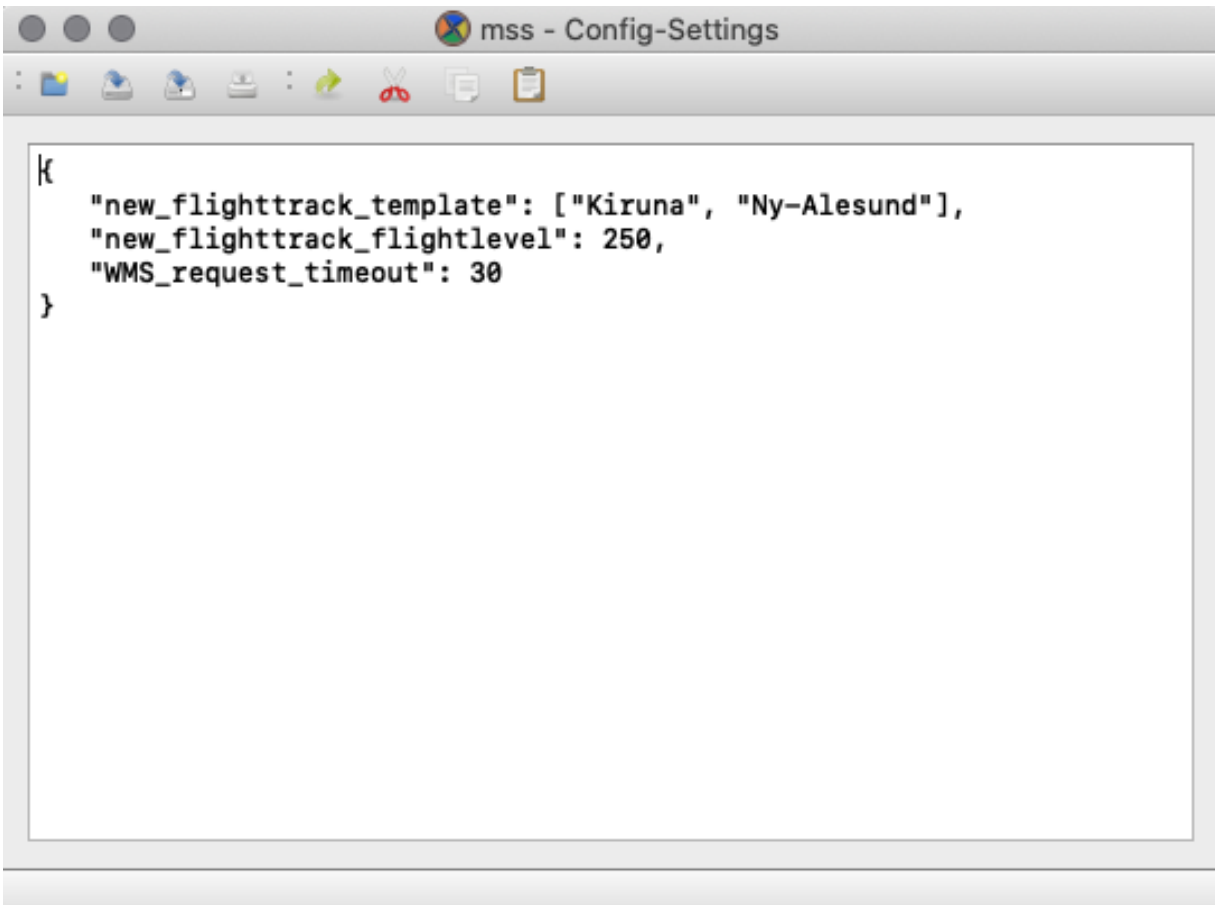 mss - Config-Settings
{
"new_flighttrack_template": ["Kiruna", "Ny-Alesund"],
"new_flighttrack_flightlevel": 250,
"WMS_request_timeout": 30
}